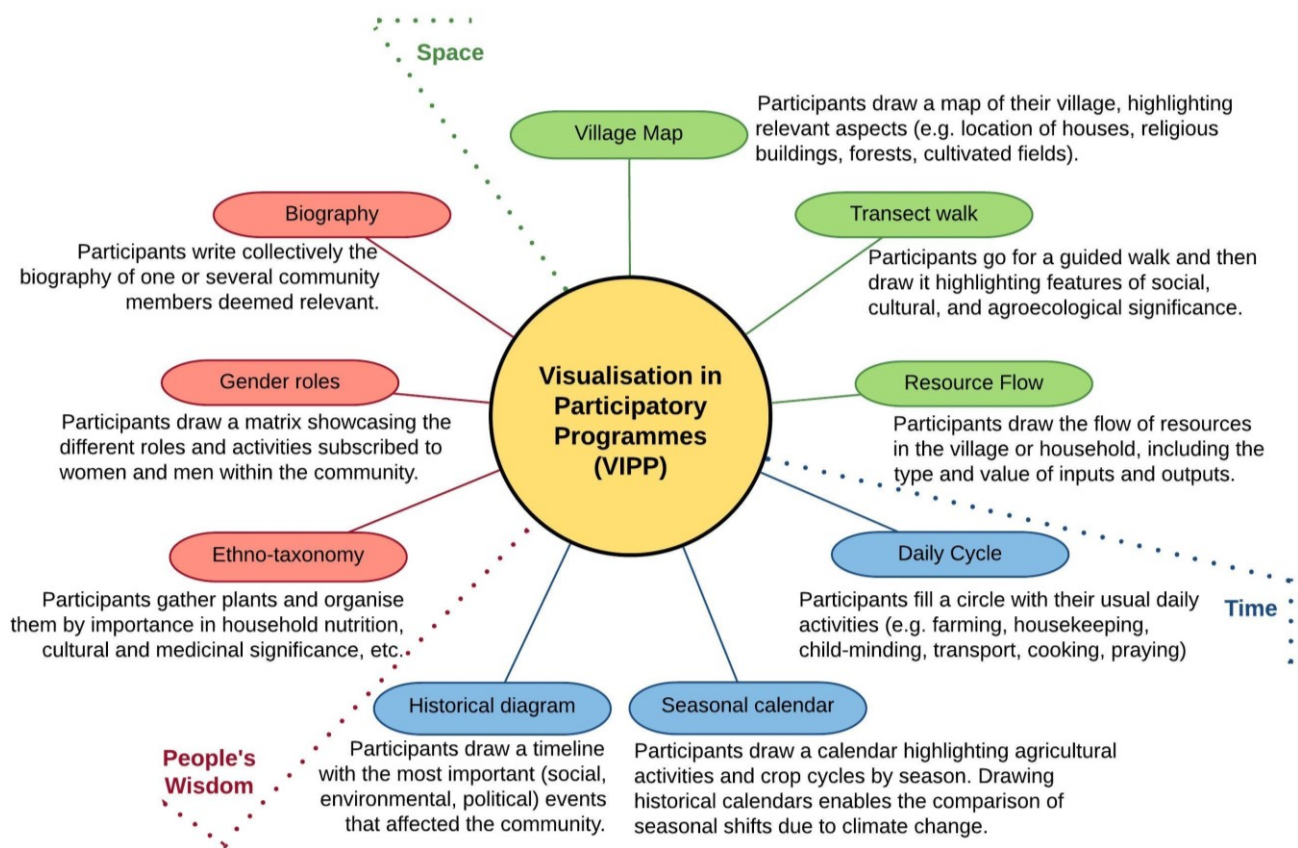 Space
Village Map
Participants draw a map of their village, highlighting
relevant aspects (e.g. location of houses, religious
buildings, forests, cultivated fields).
Transect walk
Participants go for a guided walk and then
draw it highlighting features of social,
cultural, and agroecological significance.
Resource Flow
Participants draw the flow of resources
in the village or household, including the
type and value of inputs and outputs.
Time
Daily Cycle
Participants fill a circle with their usual daily
activities (e.g. farming, housekeeping,
child-minding, transport, cooking, praying)
Seasonal calendar
Participants draw a calendar highlighting agricultural
activities and crop cycles by season. Drawing
historical calendars enables the comparison of
seasonal shifts due to climate change.
Historical diagram
Participants draw a timeline
with the most important (social,
environmental, political) events
that affected the community.
People's
Wisdom
Ethno-taxonomy
Participants gather plants and organise
them by importance in household nutrition,
cultural and medicinal significance, etc.
Gender roles
Participants draw a matrix showcasing the
different roles and activities subscribed to
women and men within the community.
Biography
Participants write collectively the
biography of one or several community
members deemed relevant.
Visualisation in
Participatory
Programmes
(VIPP)